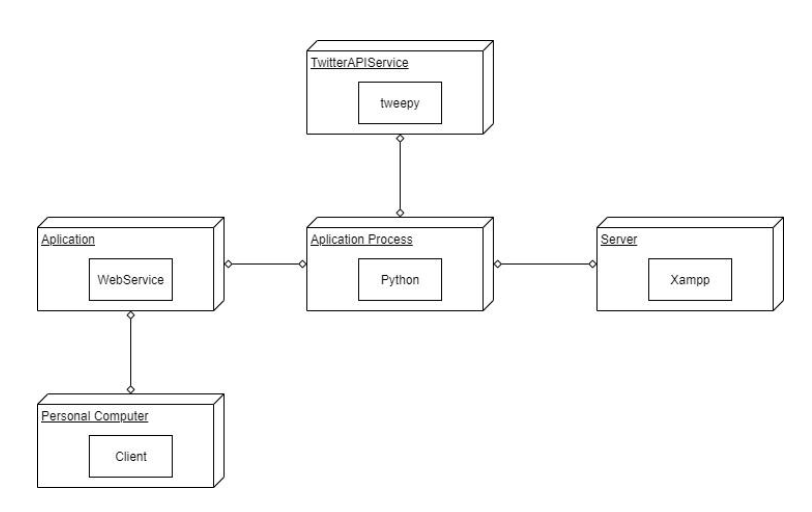 TwitterAPIService
tweepy
Aplication
WebService
Aplication Process
Python
Server
Xampp
Personal Computer
Client